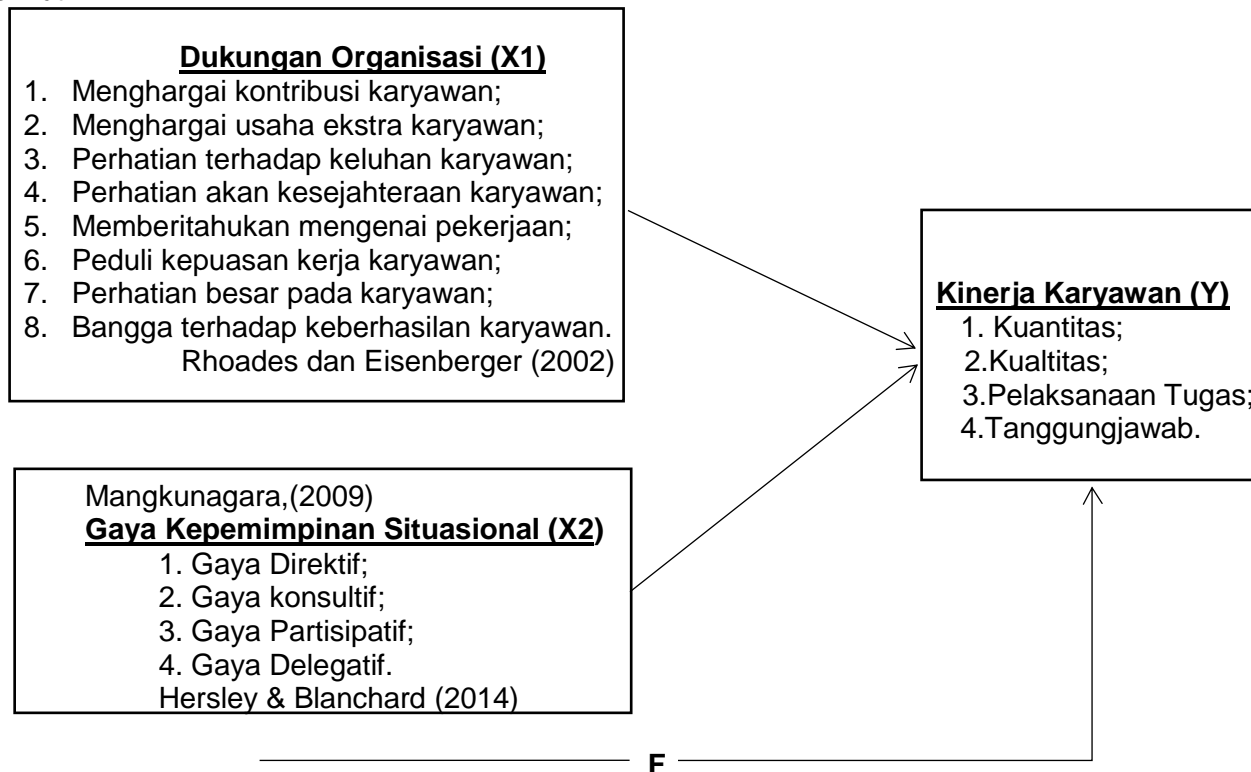 Dukungan Organisasi (X1)
1. Menghargai kontribusi karyawan;
2. Menghargai usaha ekstra karyawan;
3. Perhatian terhadap keluhan karyawan;
4. Perhatian akan kesejahteraan karyawan;
5. Memberitahukan mengenai pekerjaan;
6. Peduli kepuasan kerja karyawan;
7. Perhatian besar pada karyawan;
8. Bangga terhadap keberhasilan karyawan.
Rhoades dan Eisenberger (2002)
Kinerja Karyawan (Y)
1. Kuantitas;
2.Kualtitas;
3.Pelaksanaan Tugas;
4.Tanggungjawab.
Mangkunagara,(2009)
Gaya Kepemimpinan Situasional (X2)
1. Gaya Direktif;
2. Gaya konsultif;
3. Gaya Partisipatif;
4. Gaya Delegatif.
Hersley & Blanchard (2014)